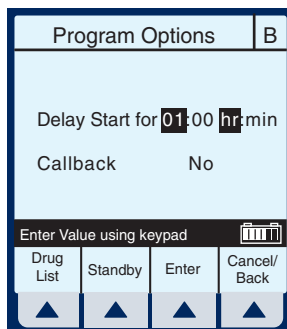 Program Options B
Delay Start for 01:00 hr:min
Callback No
Enter Value using keypad
Drug List Standby Enter Cancel/ Back